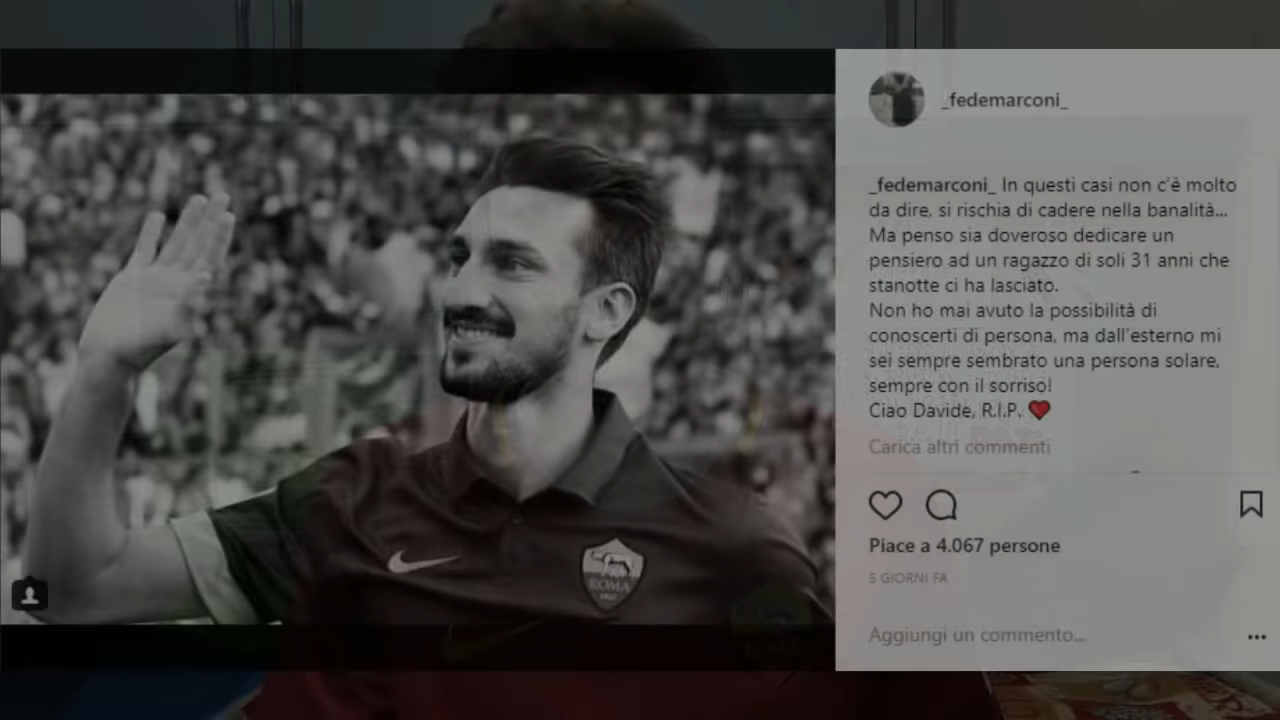 _fedemarconi_
_fedemarconi_ In questi casi non c'è molto
da dire, si rischia di cadere nella banalità...
Ma penso sia doveroso dedicare un
pensiero ad un ragazzo di soli 31 anni che
stanotte ci ha lasciato.
Non ho mai avuto la possibilità di
conoscerti di persona, ma dall'esterno mi
sei sempre sembrato una persona solare,
sempre con il sorriso!
Ciao Davide, R.I.P. ❤
Carica altri commenti
Piace a 4.067 persone
5 GIORNI FA
Aggiungi un commento...
ROMA
1927